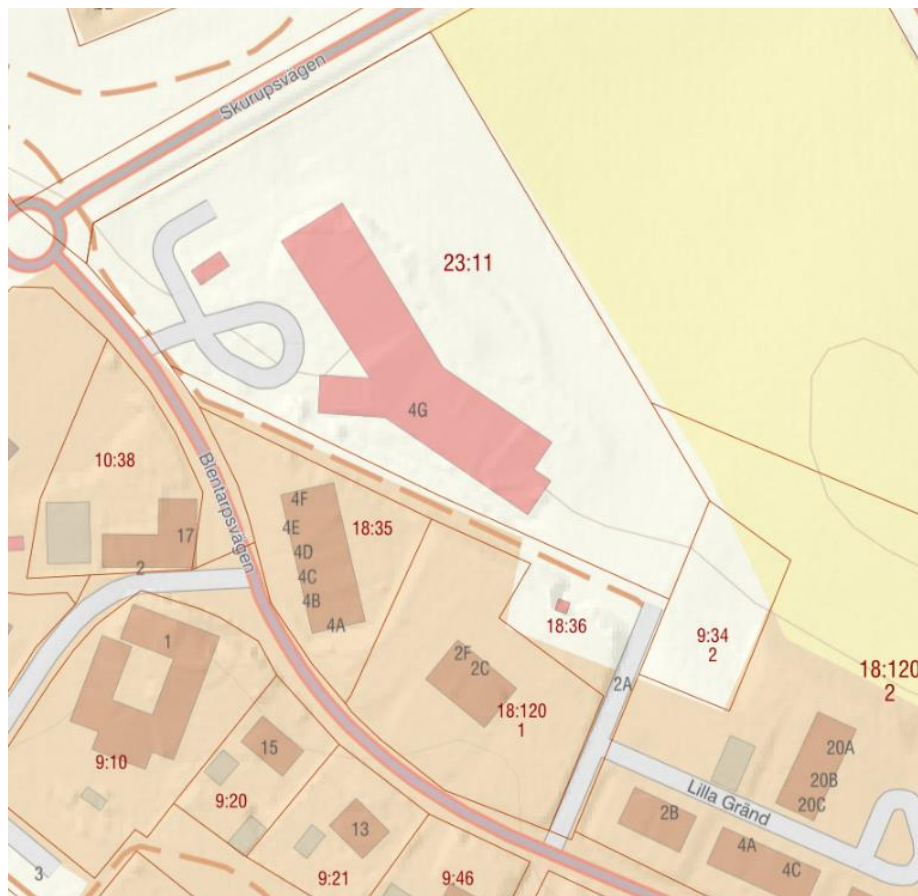 Skurupsvägen
23:11
4G
10:38
Blentarpsvägen
4F
4E
18:35
17
4D
2
4C
4B
4A
18:36
1
9:34
2
2F
2C
18:120
2
2A
18:120
1
15
20A
9:10
20B
Lilla Gränd
20C
9:20
2B
13
4A
3
4C
9:21
9:46